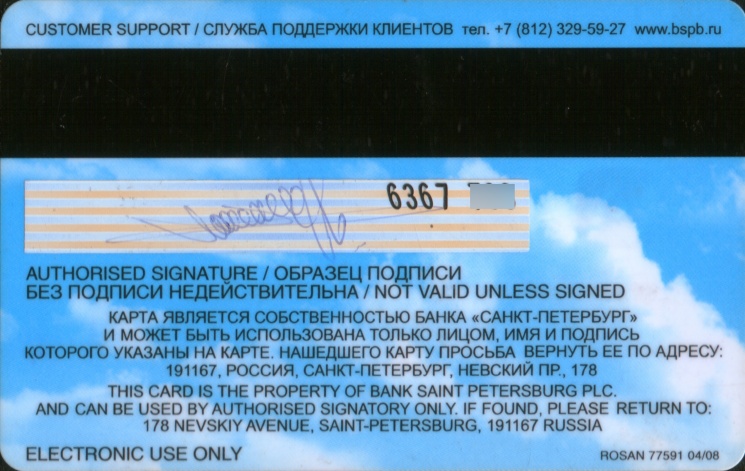 CUSTOMER SUPPORT / СЛУЖБА ПОДДЕРЖКИ КЛИЕНТОВ тел. +7 (812) 329-59-27 www.bspb.ru
6367
AUTHORISED SIGNATURE / ОБРАЗЕЦ ПОДПИСИ
БЕЗ ПОДПИСИ НЕДЕЙСТВИТЕЛЬНА / NOT VALID UNLESS SIGNED
КАРТА ЯВЛЯЕТСЯ СОБСТВЕННОСТЬЮ БАНКА «САНКТ-ПЕТЕРБУРГ»
И МОЖЕТ БЫТЬ ИСПОЛЬЗОВАНА ТОЛЬКО ЛИЦОМ, ИМЯ И ПОДПИСЬ
КОТОРОГО УКАЗАНЫ НА КАРТЕ. НАШЕДШЕГО КАРТУ ПРОСЬБА ВЕРНУТЬ ЕЕ ПО АДРЕСУ:
191167, РОССИЯ, САНКТ-ПЕТЕРБУРГ, НЕВСКИЙ ПР., 178
THIS CARD IS THE PROPERTY OF BANK SAINT PETERSBURG PLC.
AND CAN BE USED BY AUTHORISED SIGNATORY ONLY. IF FOUND, PLEASE RETURN TO:
178 NEVSKIY AVENUE, SAINT-PETERSBURG, 191167 RUSSIA
ELECTRONIC USE ONLY
ROSAN 77591 04/08